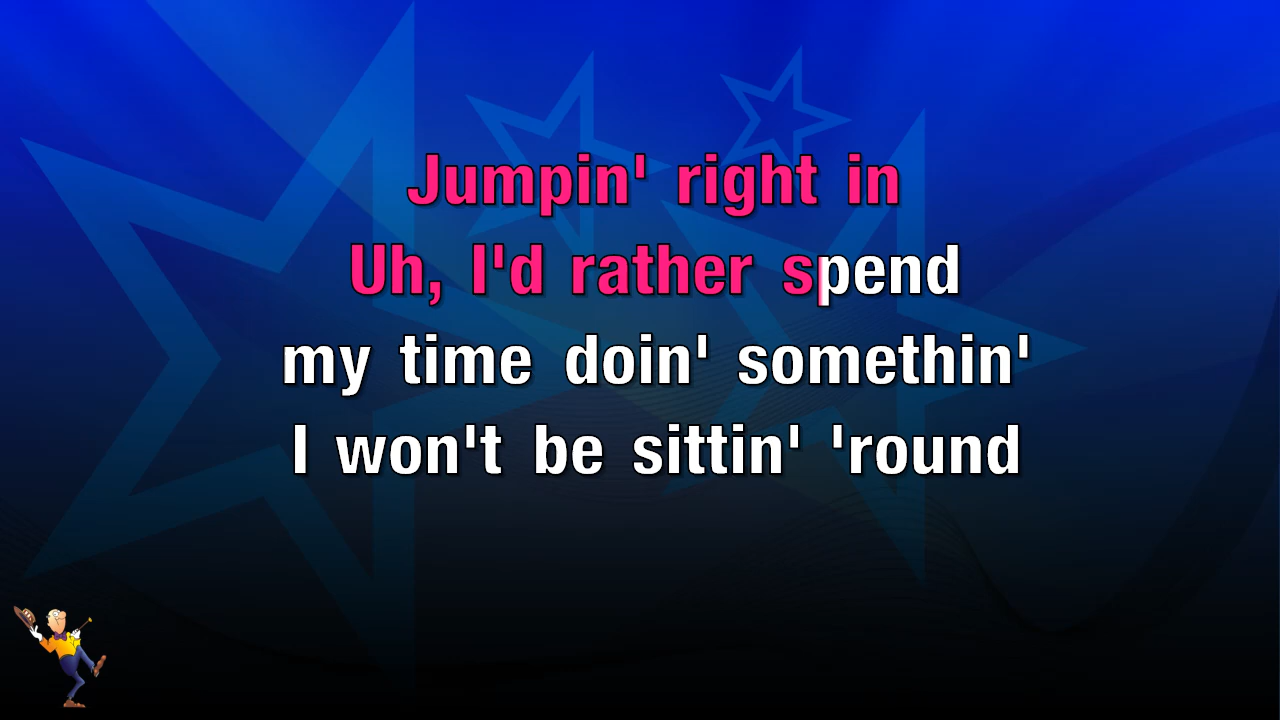 Jumpin' right in
Uh, I'd rather spend
my time doin' somethin'
I won't be sittin' 'round